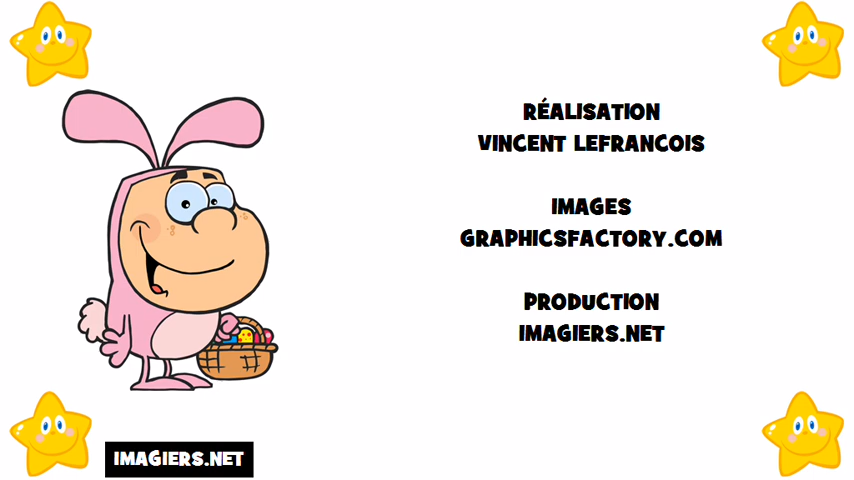 RÉALISATION
VINCENT LEFRANCOIS
IMAGES
GRAPHICSFACTORY.COM
PRODUCTION
IMAGIERS.NET
IMAGIERS.NET